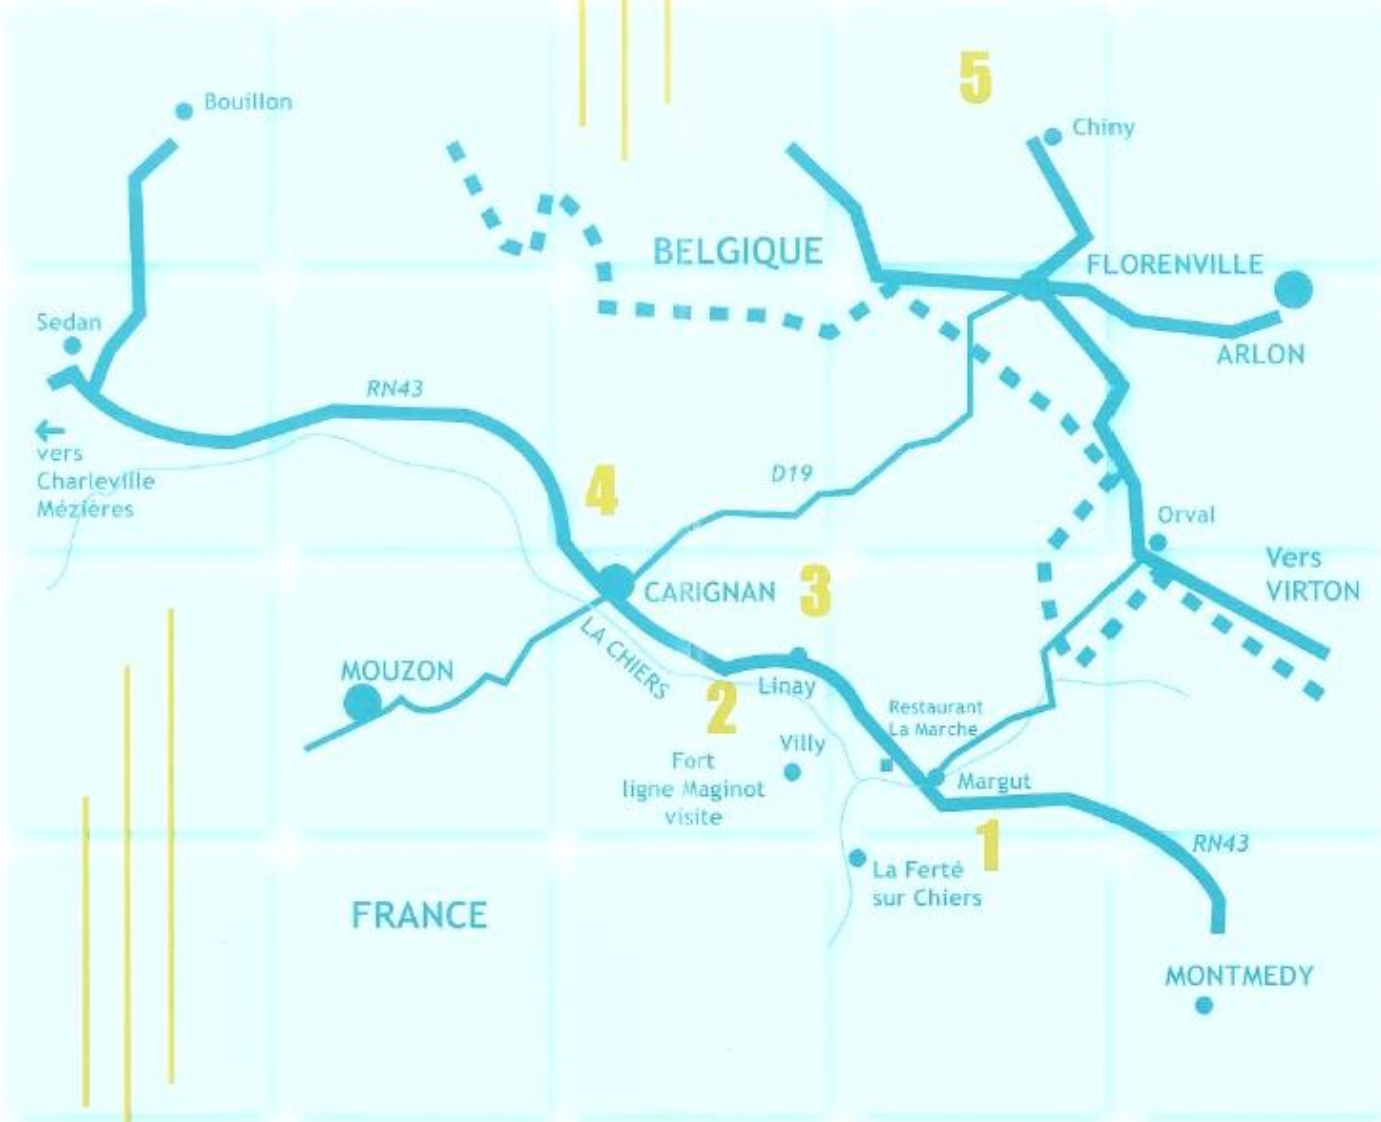 5
Bouillon
Chiny
BELGIQUE
FLORENVILLE
Sedan
ARLON
RN43
vers
Charleville
Mézières
4
D19
Orval
Vers
VIRTON
3
CARIGNAN
LA CHIERS
MOUZON
2
Linay
Restaurant
La Marche
Villy
Fort
ligne Maginot
visite
Margut
1
RN43
La Ferté
sur Chiers
FRANCE
MONTMEDY